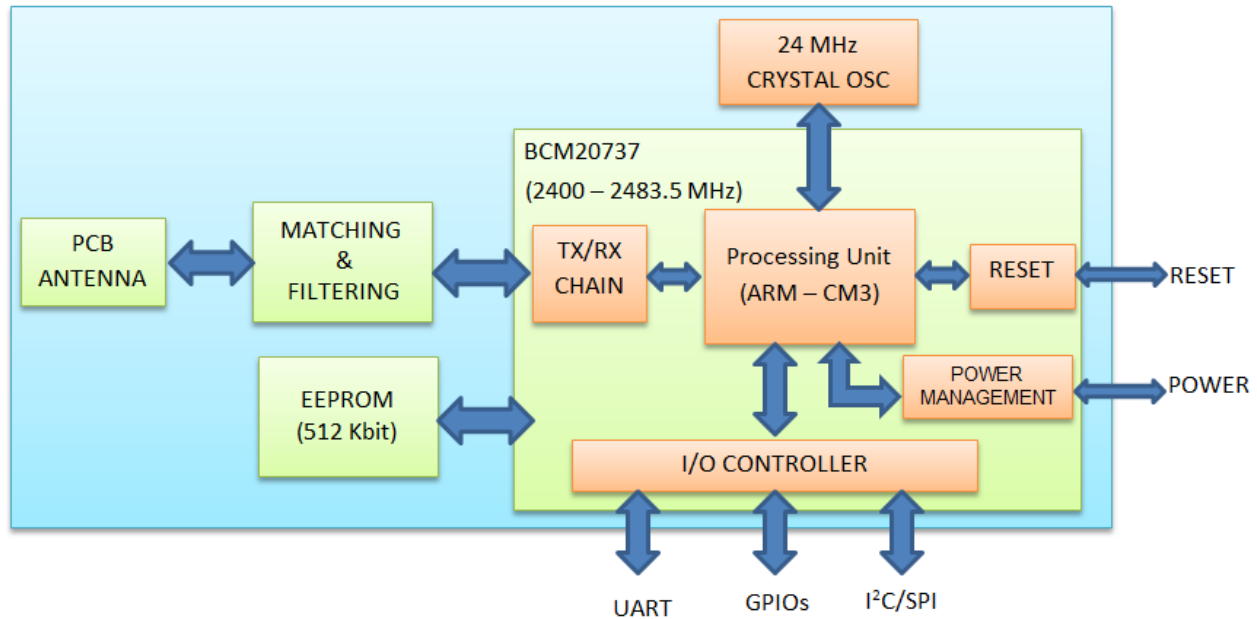 24 MHz
CRYSTAL OSC
BCM20737
(2400 – 2483.5 MHz)
PCB
ANTENNA
MATCHING
&
FILTERING
TX/RX
CHAIN
Processing Unit
(ARM – CM3)
RESET
RESET
EEPROM
(512 Kbit)
POWER
MANAGEMENT
POWER
I/O CONTROLLER
UART
GPIOs
I²C/SPI